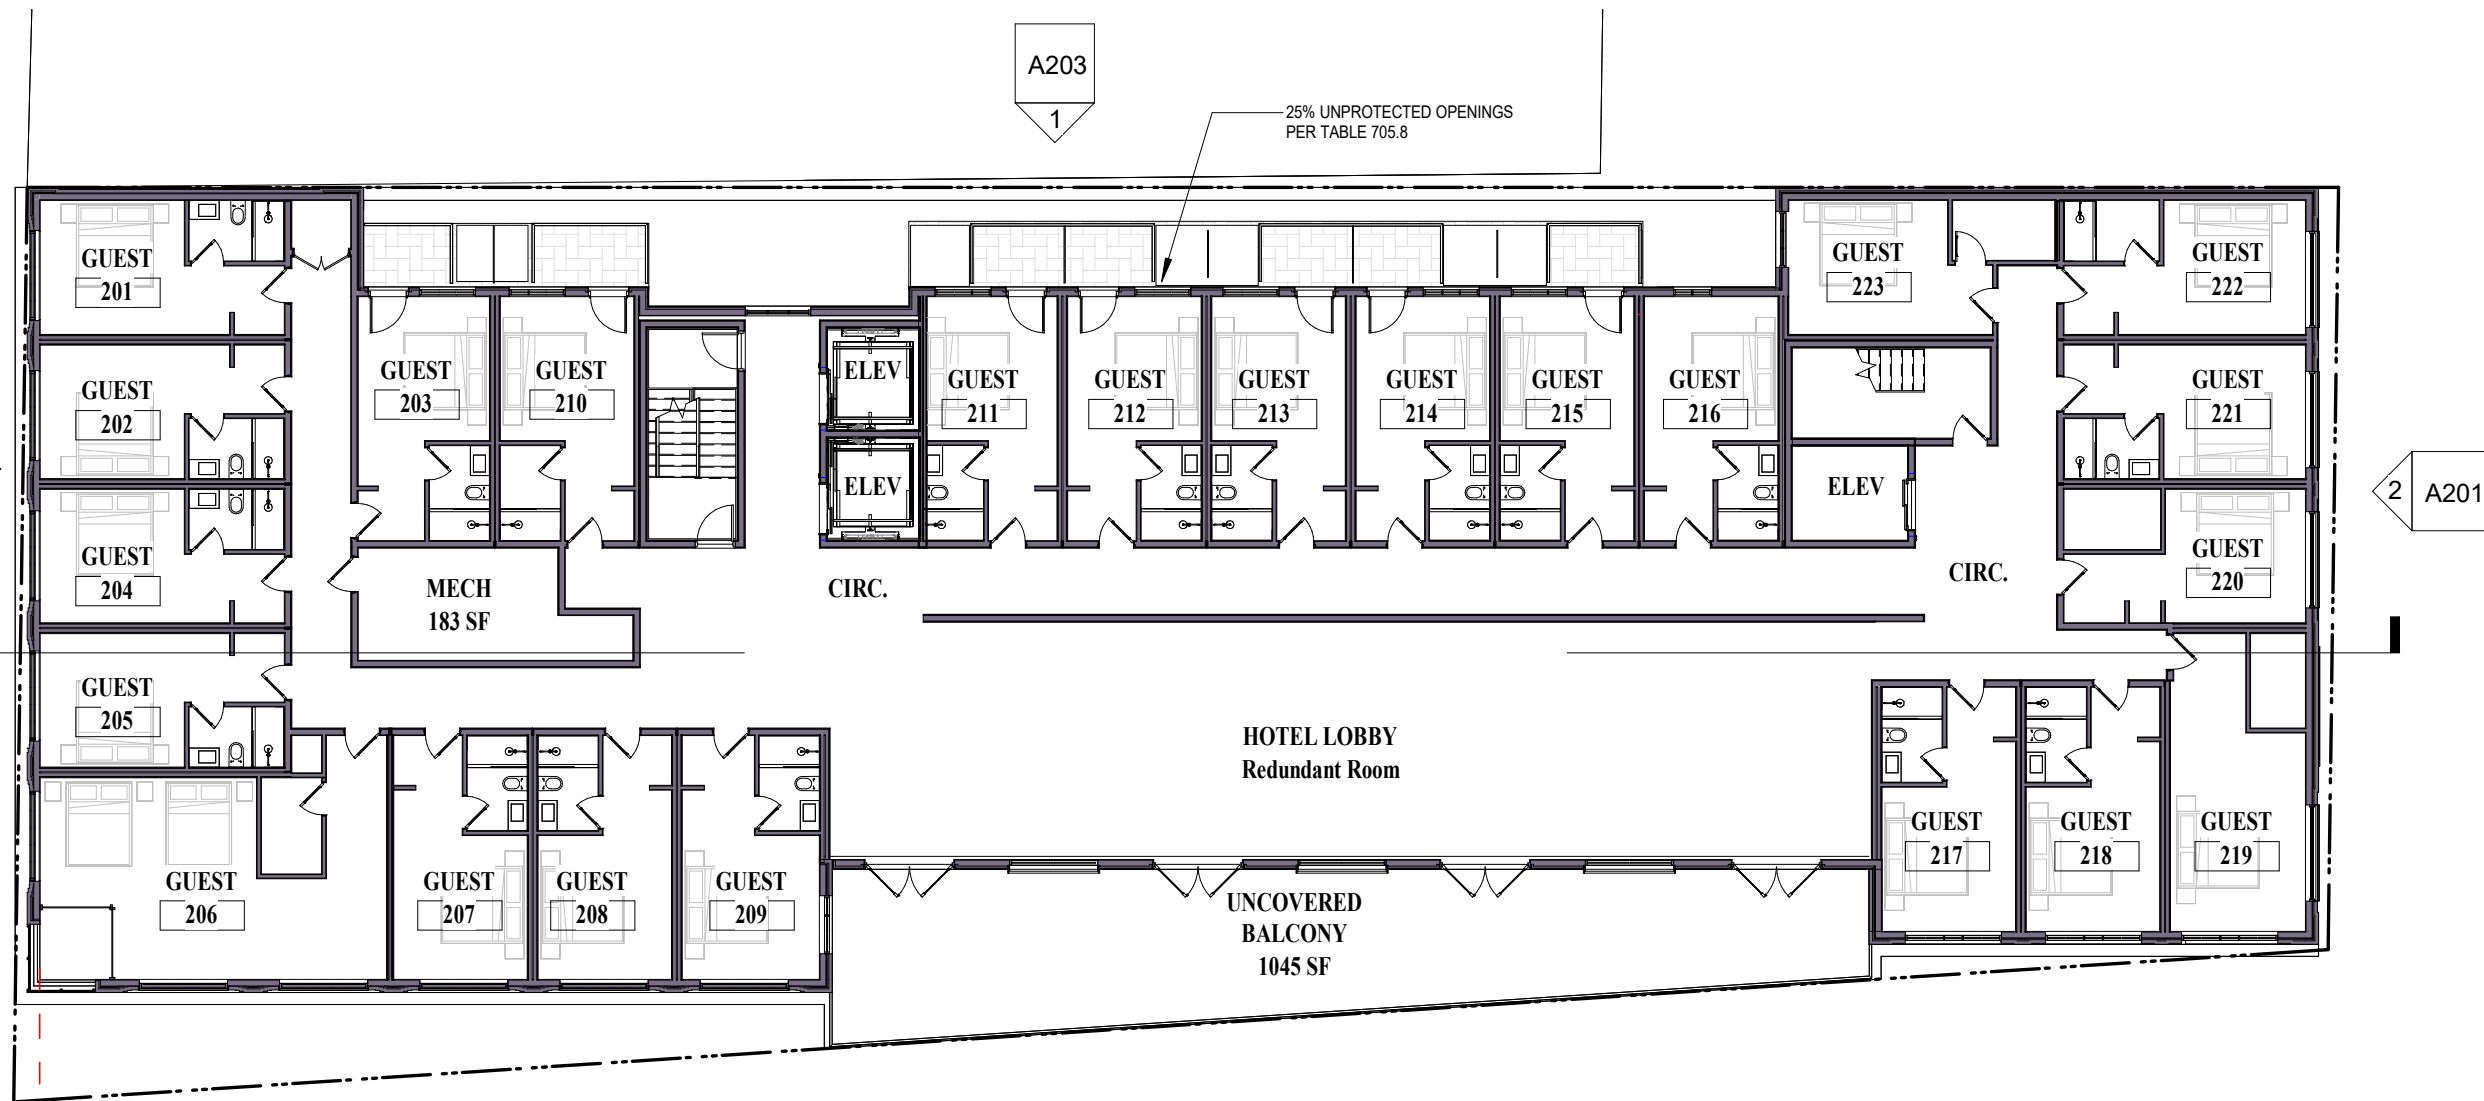 A203
1
25% UNPROTECTED OPENINGS
PER TABLE 705.8
GUEST
201
GUEST
223
GUEST
222
GUEST
202
GUEST
203
GUEST
210
ELEV
GUEST
211
GUEST
212
GUEST
213
GUEST
214
GUEST
215
GUEST
216
GUEST
221
ELEV
ELEV
2
A201
GUEST
204
MECH
183 SF
CIRC.
CIRC.
GUEST
220
GUEST
205
HOTEL LOBBY
Redundant Room
GUEST
206
GUEST
207
GUEST
208
GUEST
209
UNCOVERED
BALCONY
1045 SF
GUEST
217
GUEST
218
GUEST
219